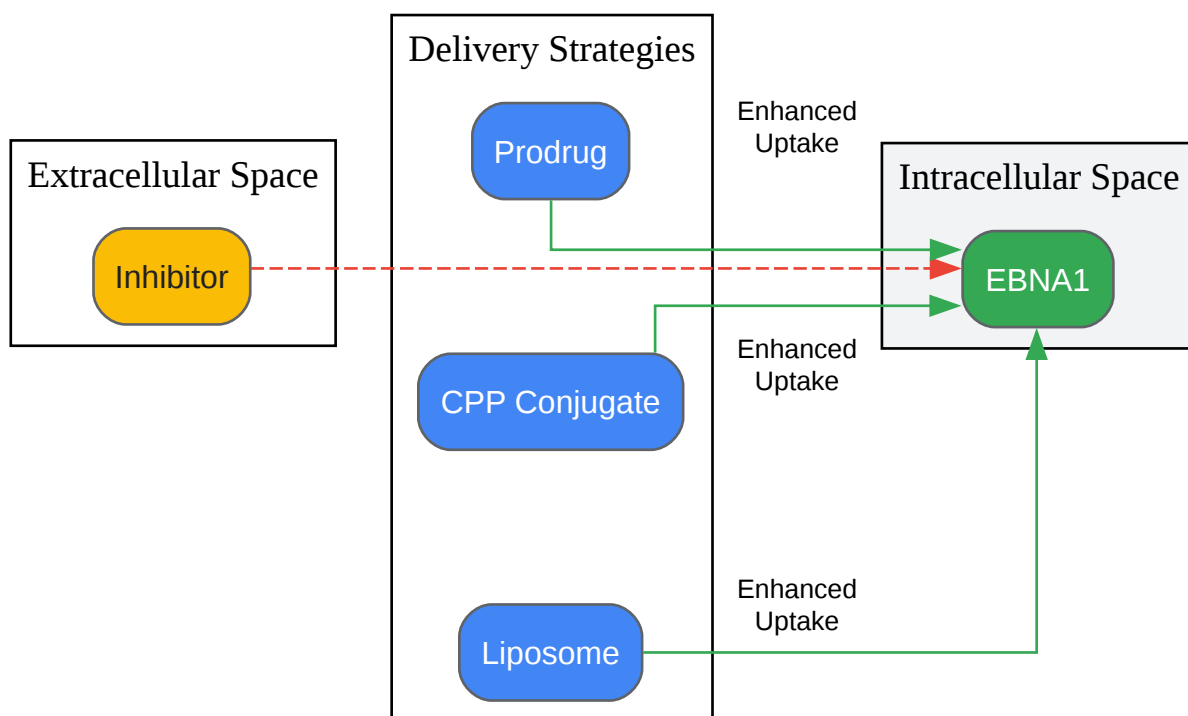 Delivery Strategies
Prodrug
Enhanced
Uptake
Extracellular Space
Inhibitor
Intracellular Space
EBNA1
CPP Conjugate
Enhanced
Uptake
Liposome
Enhanced
Uptake